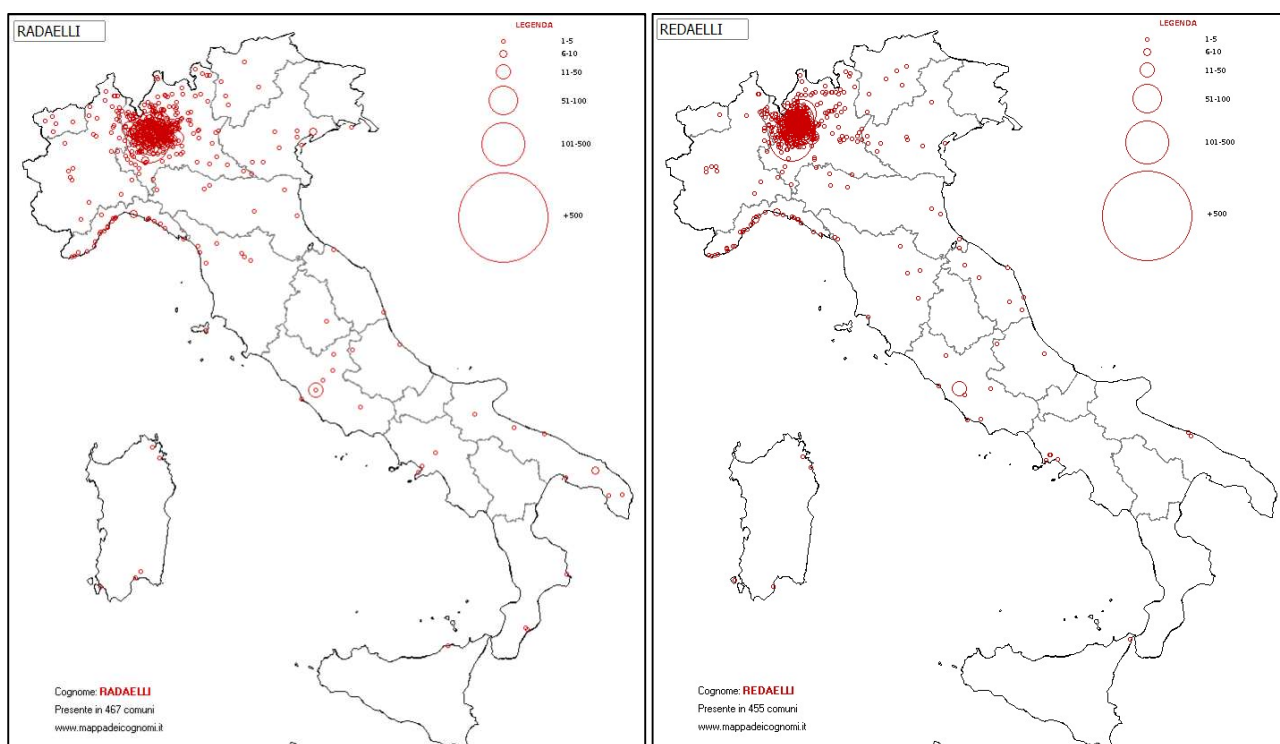 RADAELLI
LEGENDA
1-5
6-10
11-50
51-100
101-500
+500
Cognome: RADAELLI
Presente in 467 comuni
www.mappadeicognomi.it
REDAELLI
LEGENDA
1-5
6-10
11-50
51-100
101-500
+500
Cognome: REDAELLI
Presente in 455 comuni
www.mappadeicognomi.it